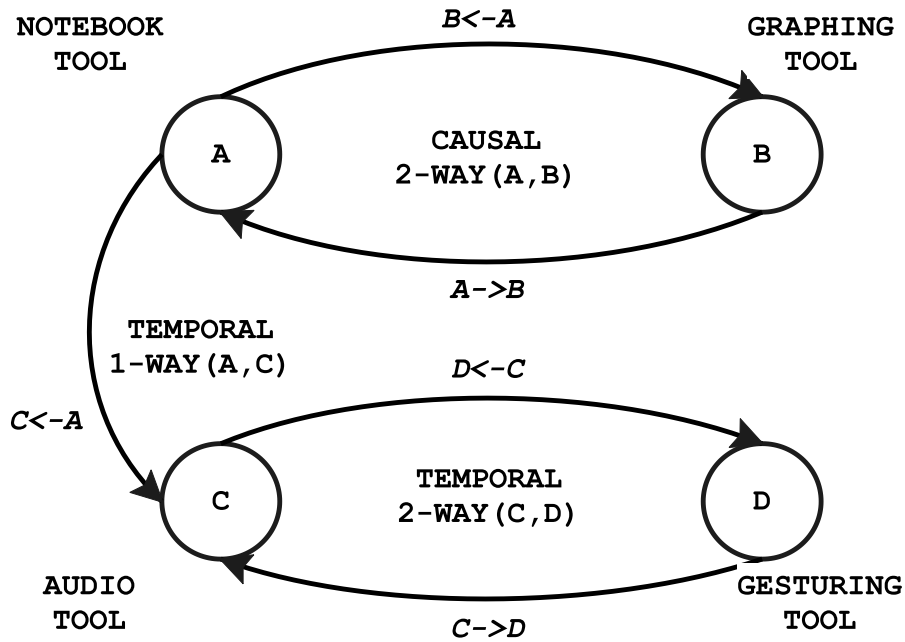 NOTEBOOK
TOOL
B<-A
GRAPHING
TOOL
A
CAUSAL
2-WAY(A,B)
B
A->B
TEMPORAL
1-WAY(A,C)
D<-C
C<-A
C
TEMPORAL
2-WAY(C,D)
D
AUDIO
TOOL
C->D
GESTURING
TOOL